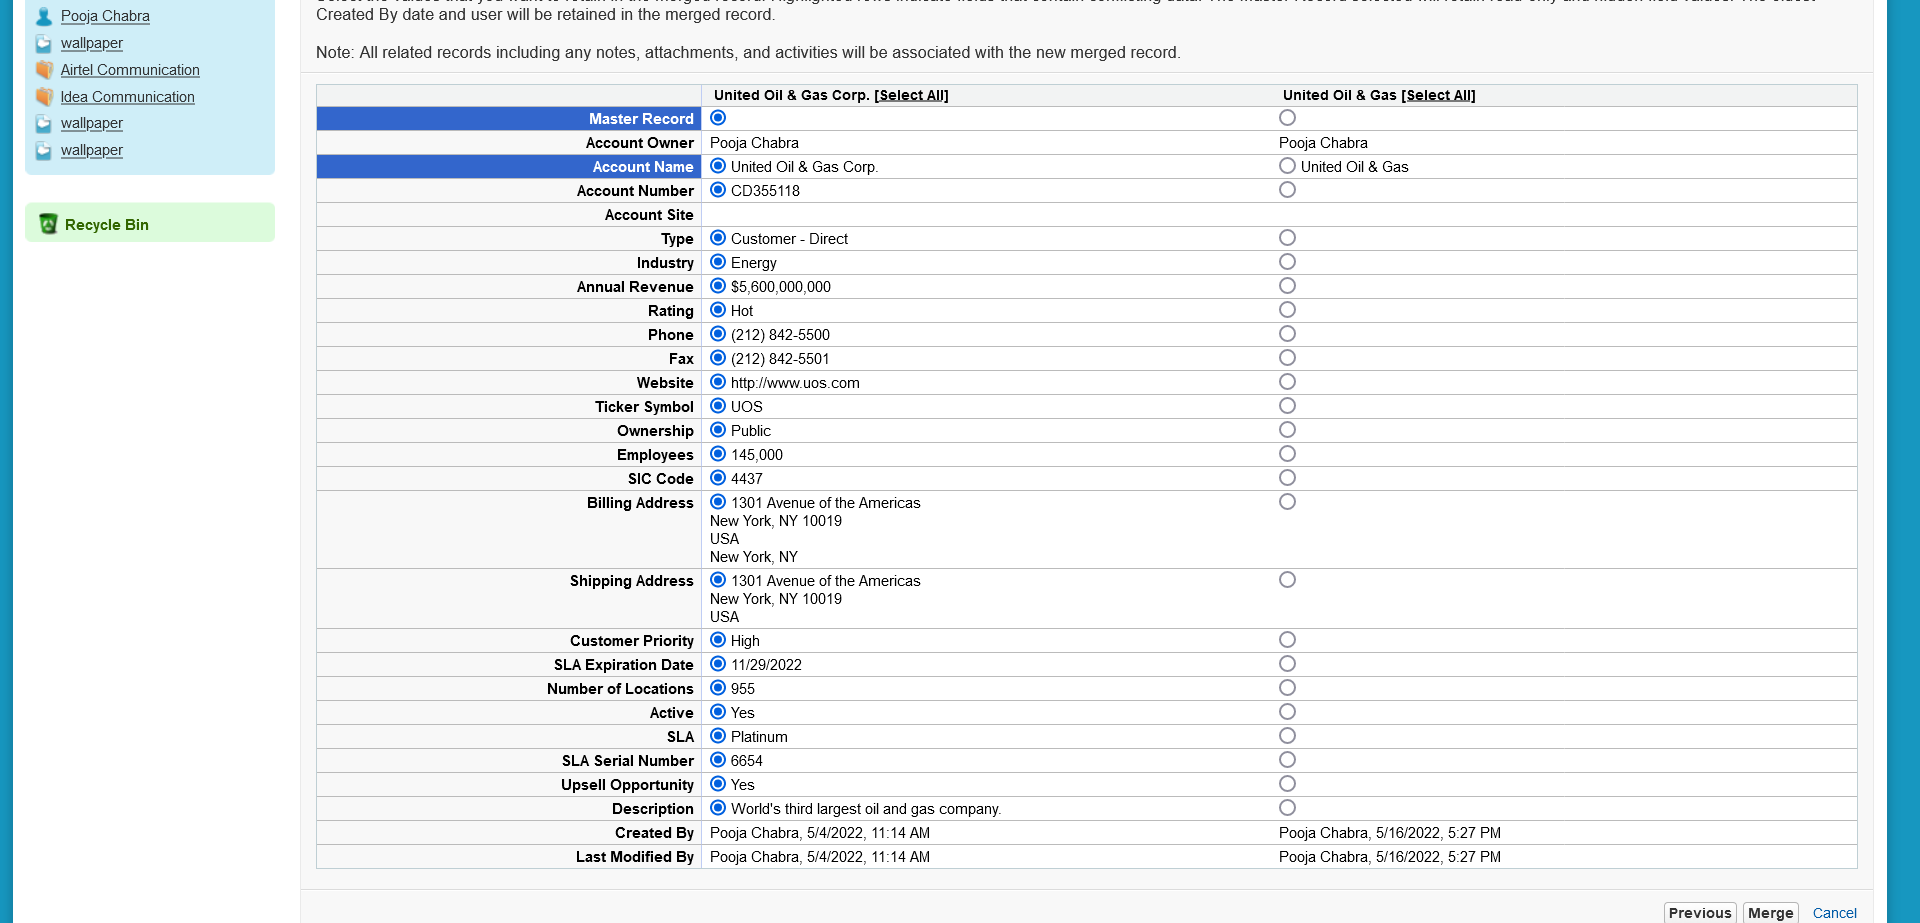 Pooja Chabra
wallpaper
Airtel Communication
Idea Communication
wallpaper
wallpaper
Recycle Bin
Created By date and user will be retained in the merged record.
Note: All related records including any notes, attachments, and activities will be associated with the new merged record.
United Oil & Gas Corp. [Select All] United Oil & Gas [Select All]
Master Record
Account Owner Pooja Chabra Pooja Chabra
Account Name United Oil & Gas Corp. United Oil & Gas
Account Number CD355118
Account Site
Type Customer - Direct
Industry Energy
Annual Revenue $5,600,000,000
Rating Hot
Phone (212) 842-5500
Fax (212) 842-5501
Website http://www.uos.com
Ticker Symbol UOS
Ownership Public
Employees 145,000
SIC Code 4437
Billing Address 1301 Avenue of the Americas
New York, NY 10019
USA
New York, NY
Shipping Address 1301 Avenue of the Americas
New York, NY 10019
USA
Customer Priority High
SLA Expiration Date 11/29/2022
Number of Locations 955
Active Yes
SLA Platinum
SLA Serial Number 6654
Upsell Opportunity Yes
Description World's third largest oil and gas company.
Created By Pooja Chabra, 5/4/2022, 11:14 AM Pooja Chabra, 5/16/2022, 5:27 PM
Last Modified By Pooja Chabra, 5/4/2022, 11:14 AM Pooja Chabra, 5/16/2022, 5:27 PM
Previous Merge Cancel